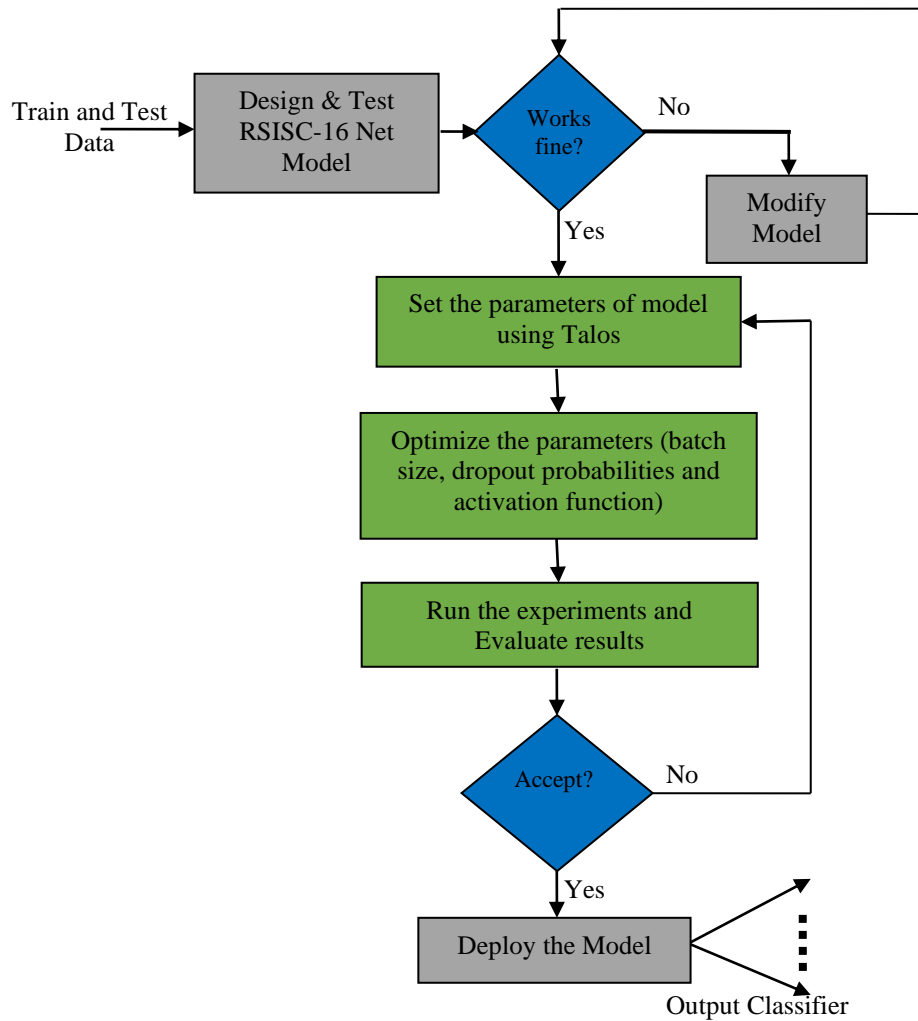 Train and Test
Data
Design & Test
RSISC-16 Net
Model
Works
fine?
No
Modify
Model
Yes
Set the parameters of model
using Talos
Optimize the parameters (batch
size, dropout probabilities and
activation function)
Run the experiments and
Evaluate results
Accept?
No
Yes
Deploy the Model
Output Classifier